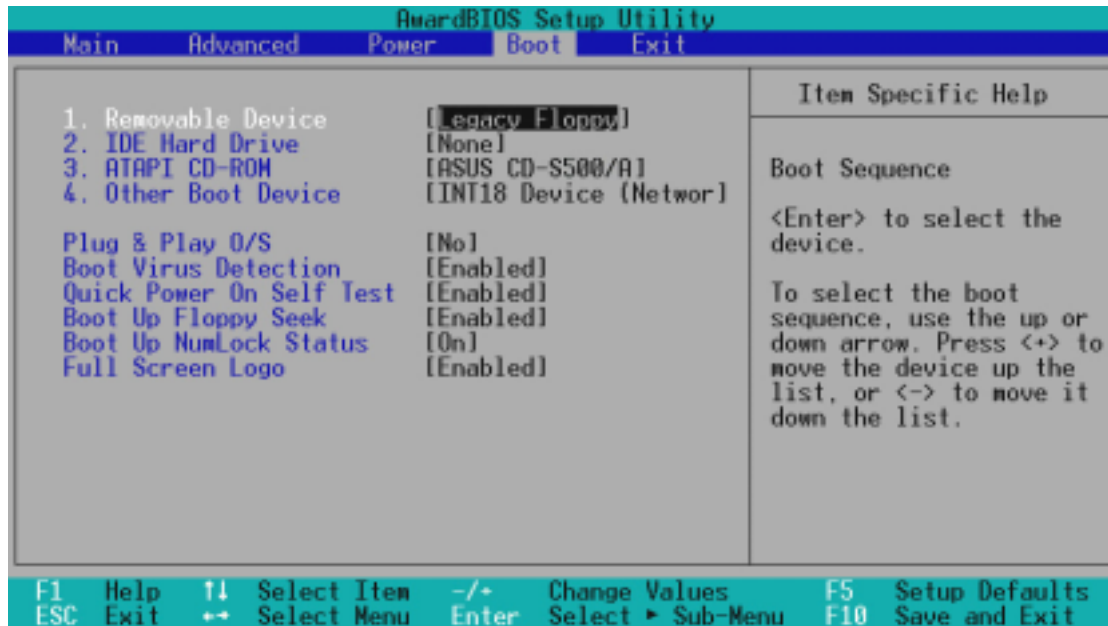 AwardBIOS Setup Utility
Main Advanced Power Boot Exit
1. Removable Device [Legacy Floppy]
2. IDE Hard Drive [None]
3. ATAPI CD-ROM [ASUS CD-S500/A]
4. Other Boot Device [INT18 Device (Networ]
Plug & Play O/S [No]
Boot Virus Detection [Enabled]
Quick Power On Self Test [Enabled]
Boot Up Floppy Seek [Enabled]
Boot Up NumLock Status [On]
Full Screen Logo [Enabled]
Item Specific Help
Boot Sequence
<Enter> to select the
device.
To select the boot
sequence, use the up or
down arrow. Press <+> to
move the device up the
list, or <-> to move it
down the list.
F1 Help ↑↓ Select Item -/+ Change Values F5 Setup Defaults
ESC Exit ←→ Select Menu Enter Select ► Sub-Menu F10 Save and Exit